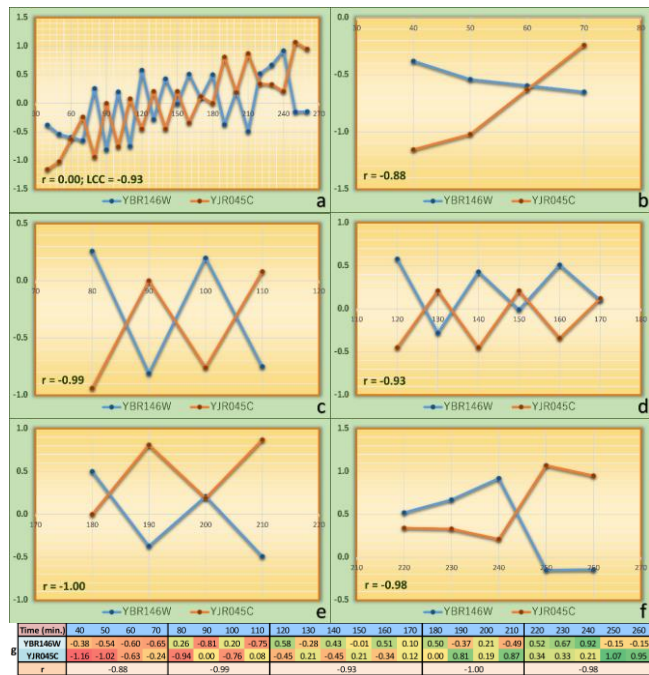 1.5
1.0
0.5
0.0
30 60 90 120 150 180 210 240 270
-0.5
-1.0
r = 0.00; LCC = -0.93
-1.5
YBR146W YJR045C a
0.0
30 40 50 60 70 80
-0.5
-1.0
r = -0.88
-1.5
YBR146W YJR045C b
0.5
0.0
70 80 90 100 110 120
-0.5
r = -0.99
-1.0
YBR146W YJR045C c
1.0
0.5
0.0
110 120 130 140 150 160 170 180
-0.5
r = -0.93
-1.0
YBR146W YJR045C d
1.0
0.5
0.0
170 180 190 200 210 220
-0.5
r = -1.00
-1.0
YBR146W YJR045C e
1.5
1.0
0.5
0.0
210 220 230 240 250 260 270
r = -0.98
-0.5
YBR146W YJR045C f
Time (min.) 40 50 60 70 80 90 100 110 120 130 140 150 160 170 180 190 200 210 220 230 240 250 260
g YBR146W -0.38 -0.54 -0.60 -0.65 0.26 -0.81 0.20 -0.75 0.58 -0.28 0.43 -0.01 0.51 0.10 0.50 -0.37 0.21 -0.49 0.52 0.67 0.92 -0.15 -0.15
YJR045C -1.16 -1.02 -0.63 -0.24 -0.94 0.00 -0.76 0.08 -0.45 0.21 -0.45 0.21 -0.34 0.12 0.00 0.81 0.19 0.87 0.34 0.33 0.21 1.07 0.95
r -0.88 -0.99 -0.93 -1.00 -0.98